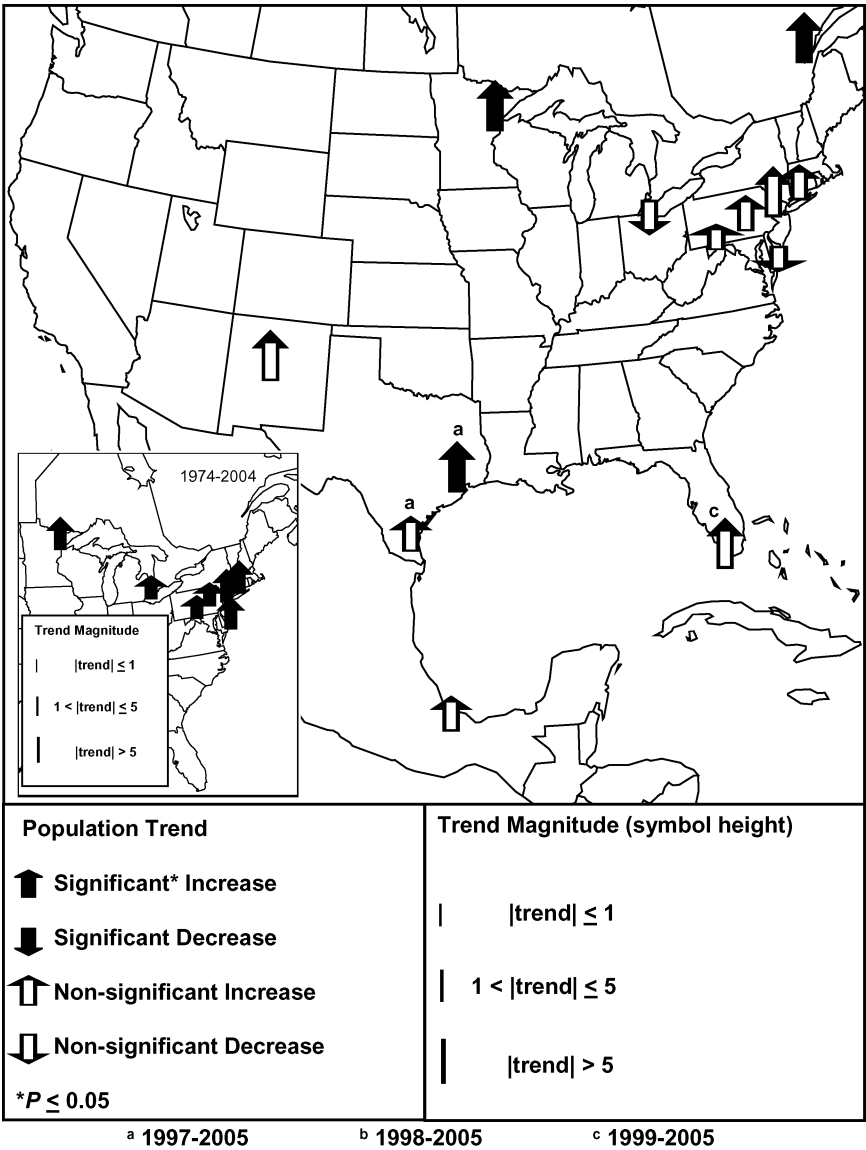 a
a
c
1974-2004
Trend Magnitude
|trend| ≤ 1
1 < |trend| ≤ 5
|trend| > 5
Population Trend
Significant* Increase
Significant Decrease
Non-significant Increase
Non-significant Decrease
*P ≤ 0.05
Trend Magnitude (symbol height)
|trend| ≤ 1
1 < |trend| ≤ 5
|trend| > 5
a 1997-2005 b 1998-2005 c 1999-2005